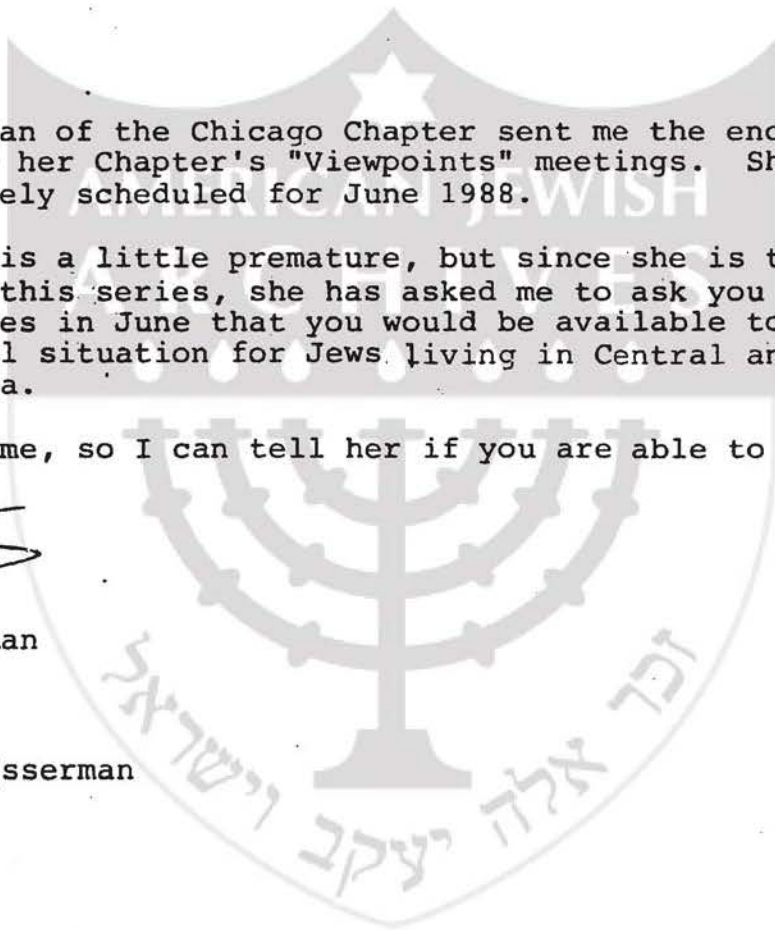 an of the Chicago Chapter sent me the enc
her Chapter's "Viewpoints" meetings. Sh
ely scheduled for June 1988.
is a little premature, but since she is t
this series, she has asked me to ask you
es in June that you would be available to
l situation for Jews living in Central an
a.
me, so I can tell her if you are able to
an
sserman
AMERICAN JEWISH
ARCHIVES
זכר אלה יעקב וישראל